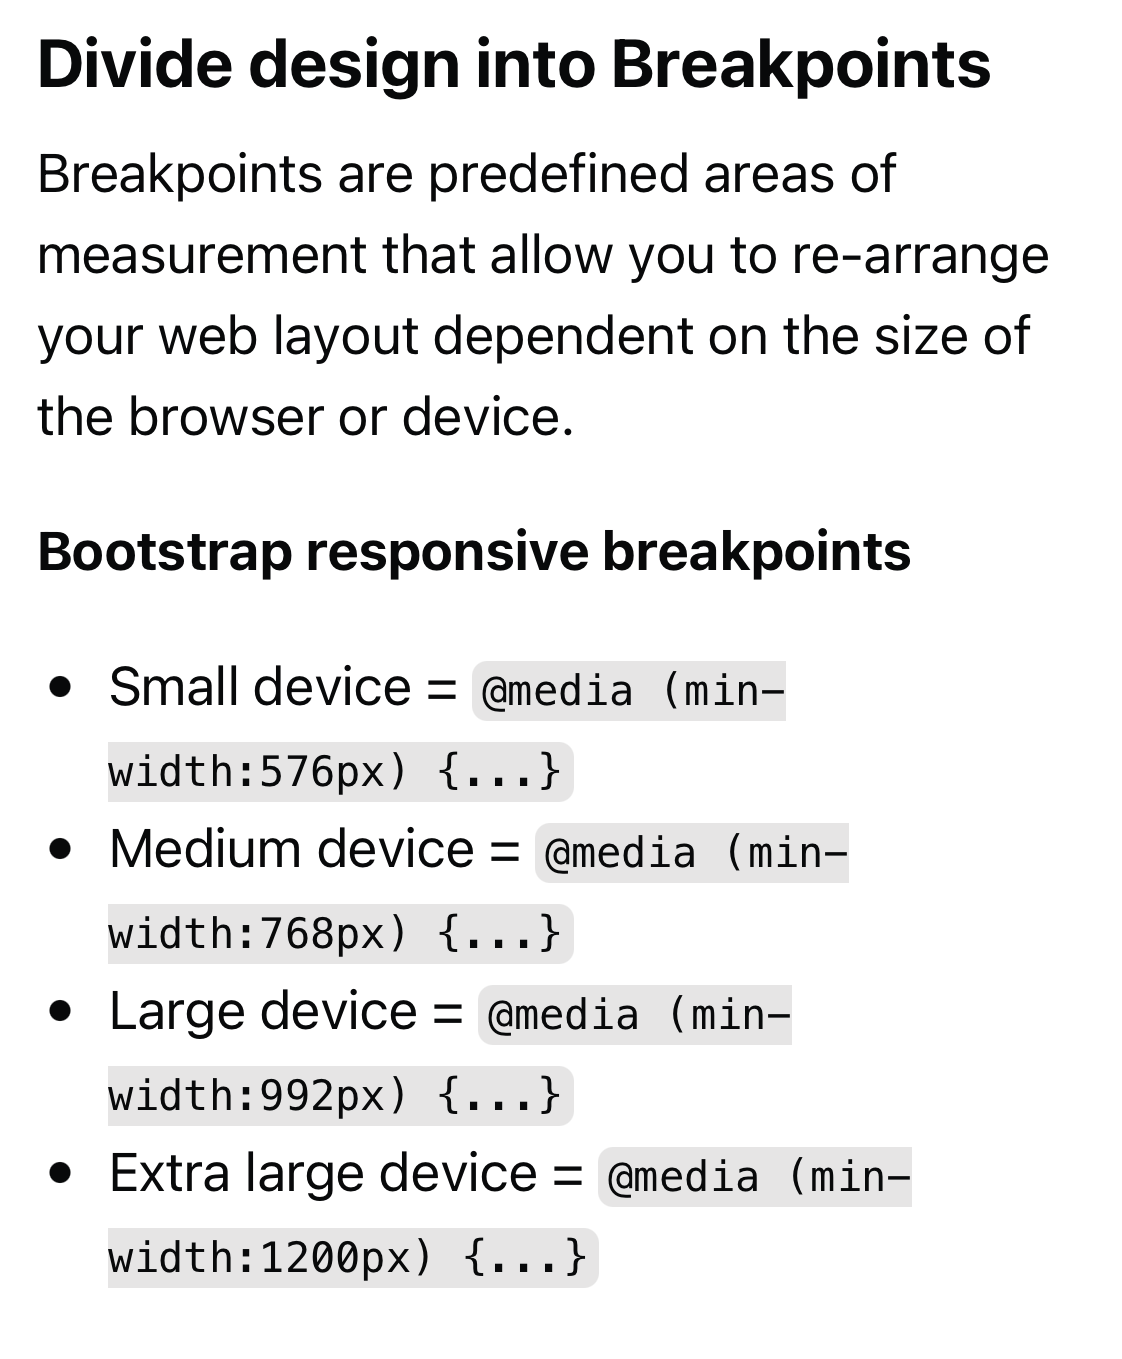 Divide design into Breakpoints
Breakpoints are predefined areas of
measurement that allow you to re-arrange
your web layout dependent on the size of
the browser or device.
Bootstrap responsive breakpoints
• Small device = @media (min-
width:576px) {...}
• Medium device = @media (min-
width:768px) {...}
• Large device = @media (min-
width:992px) {...}
• Extra large device = @media (min-
width:1200px) {...}